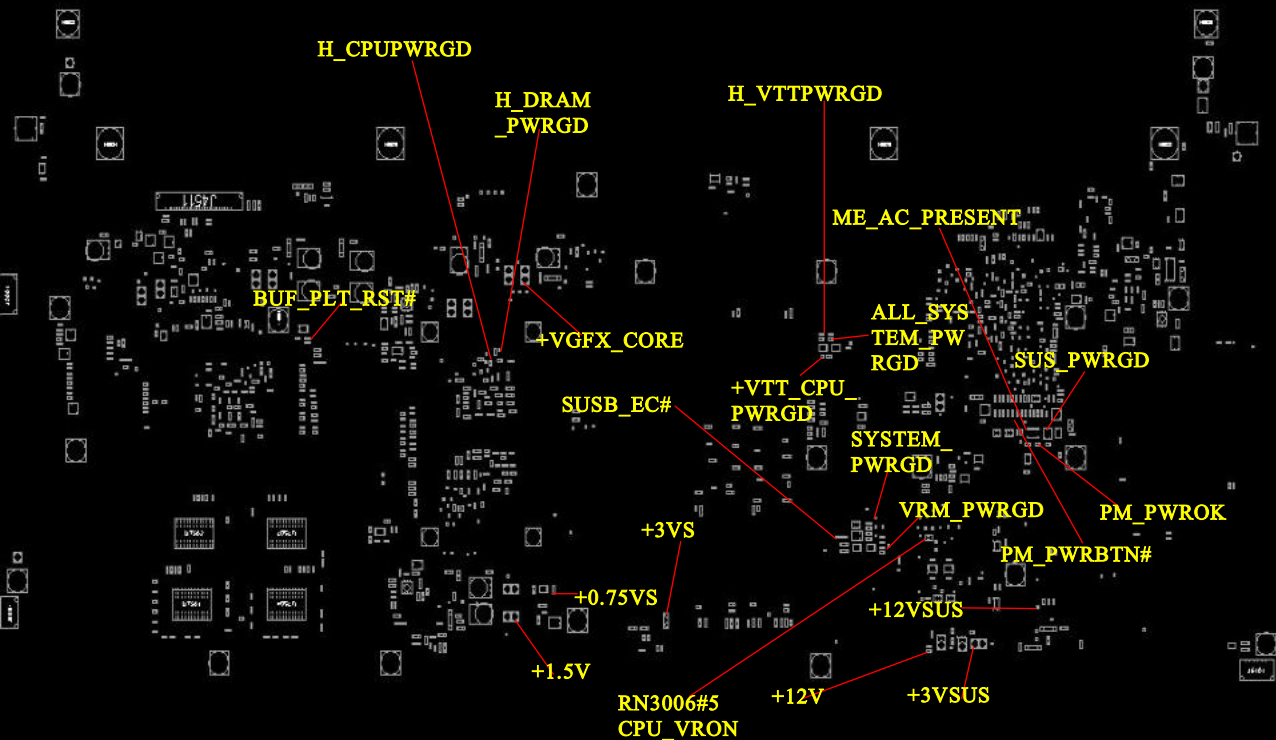 H_CPUPWRGD
H_DRAM
_PWRGD
H_VTTPWRGD
J4511
ME_AC_PRESENT
BUF_PLT_RST#
+VGFX_CORE
ALL_SYS
TEM_PW
RGD
SUS_PWRGD
+VTT_CPU_
PWRGD
SUSB_EC#
SYSTEM_
PWRGD
VRM_PWRGD
PM_PWROK
+3VS
PM_PWRBTN#
+0.75VS
+12VSUS
+1.5V
RN3006#5
CPU_VRON
+12V
+3VSUS